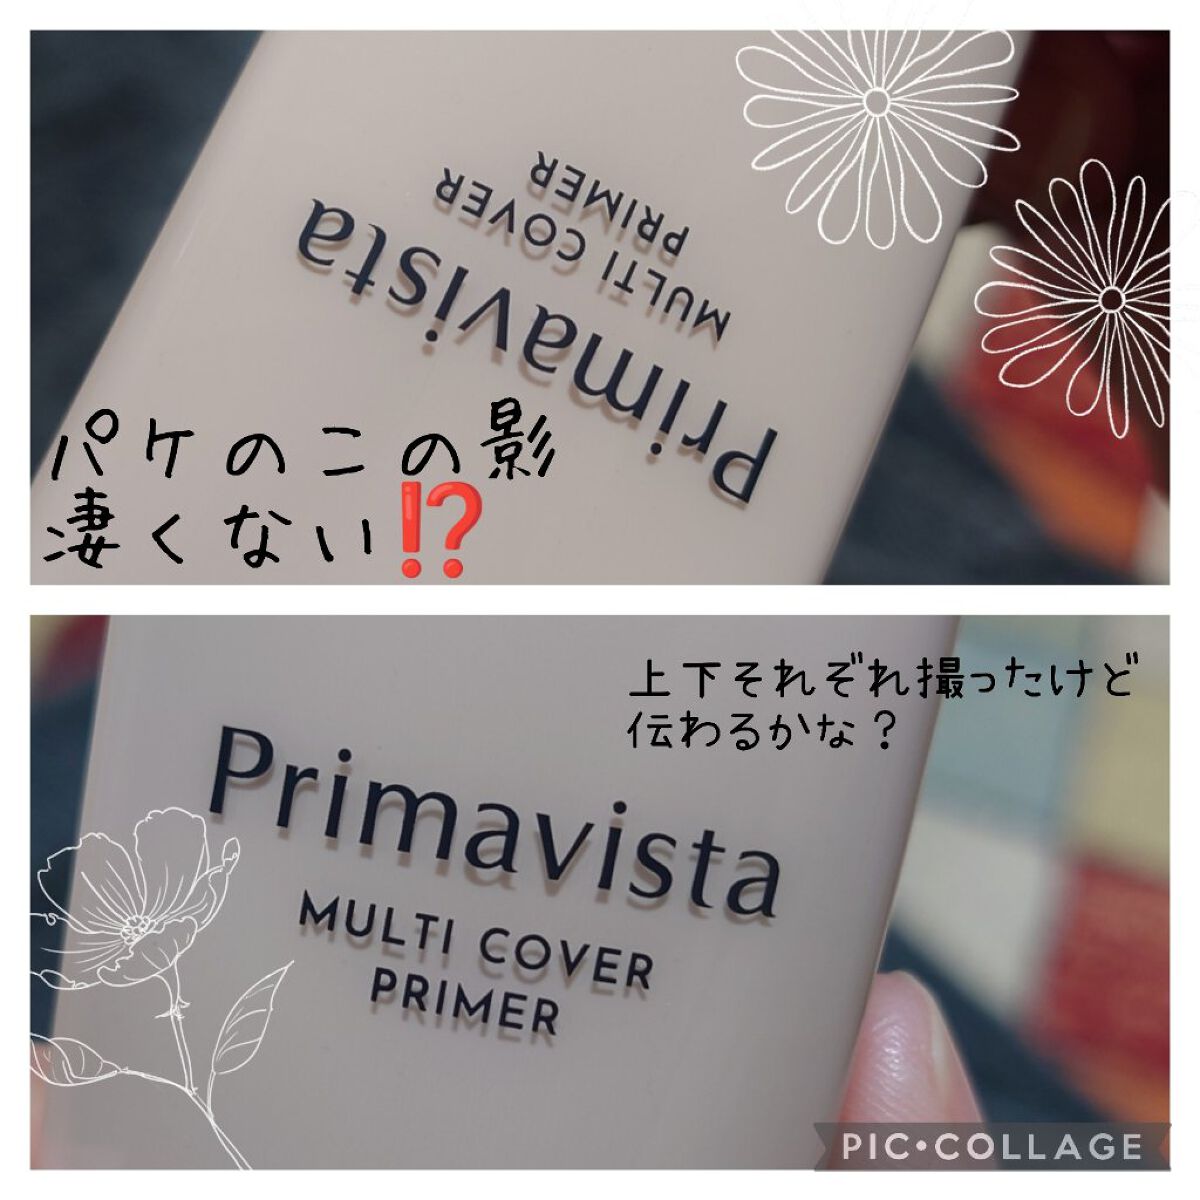 MULTI COVER
PRIMER
Primavista
パケのこの影
凄くない⁉️
上下それぞれ撮ったけど
伝わるかな？
Primavista
MULTI COVER
PRIMER
PIC•COLLAGE